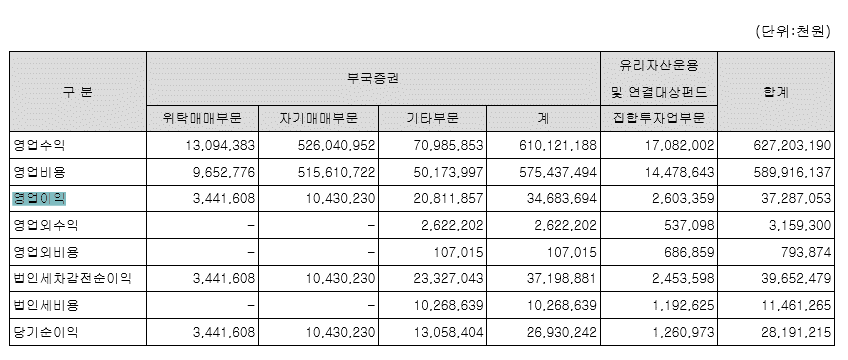 (단위:천원)
구 분 부국증권 유리자산운용 및 연결대상펀드 합계
위탁매매부문 자기매매부문 기타부문 계 집합투자업부문
영업수익 13,094,383 526,040,952 70,985,853 610,121,188 17,082,002 627,203,190
영업비용 9,652,776 515,610,722 50,173,997 575,437,494 14,478,643 589,916,137
영업이익 3,441,608 10,430,230 20,811,857 34,683,694 2,603,359 37,287,053
영업외수익 - - 2,622,202 2,622,202 537,098 3,159,300
영업외비용 - - 107,015 107,015 686,859 793,874
법인세차감전순이익 3,441,608 10,430,230 23,327,043 37,198,881 2,453,598 39,652,479
법인세비용 - - 10,268,639 10,268,639 1,192,625 11,461,265
당기순이익 3,441,608 10,430,230 13,058,404 26,930,242 1,260,973 28,191,215